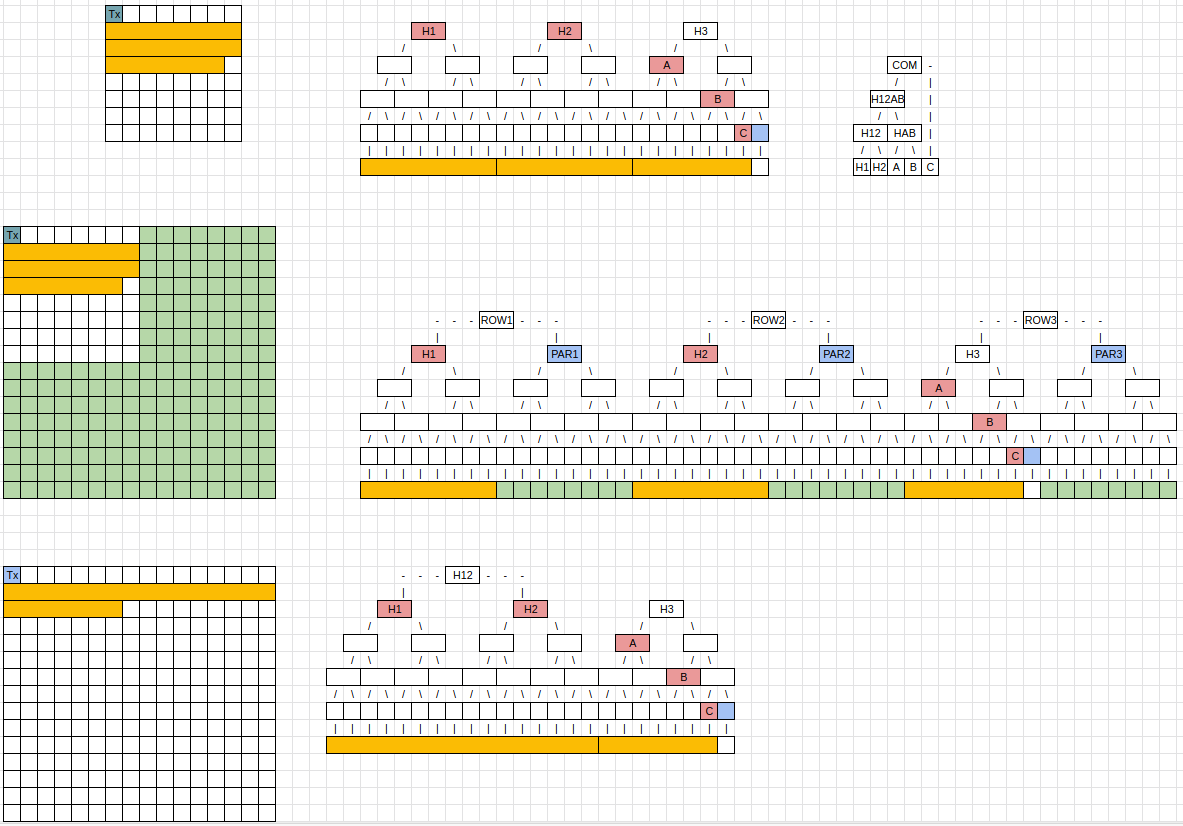 Tx
H1 H2 H3
A
B
C
COM
H12AB
H12 HAB
H1 H2 A B C
Tx
ROW1 ROW2 ROW3
H1 PAR1 H2 PAR2 H3 PAR3
A
B
C
Tx
H12
H1 H2 H3
A
B
C